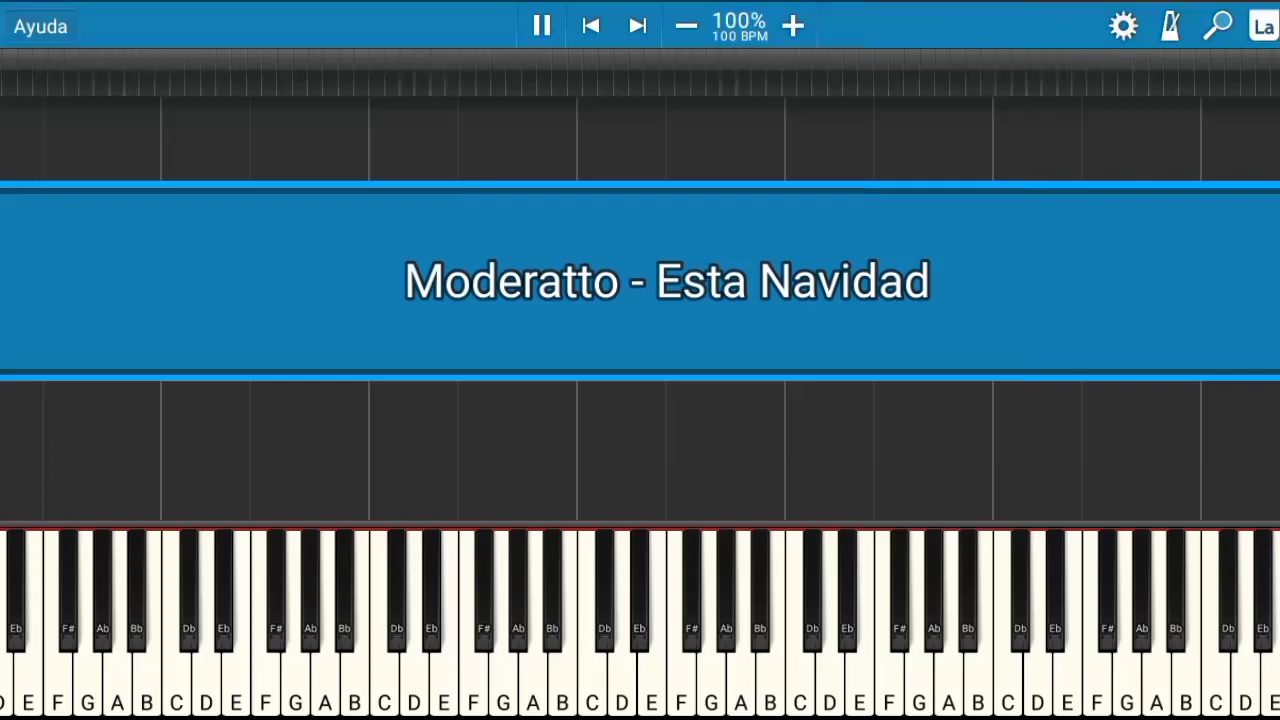 Ayuda
100%
100 BPM
La
Moderatto - Esta Navidad
Eb F# Ab Bb Db Eb F# Ab Bb Db Eb F# Ab Bb Db Eb F# Ab Bb Db Eb F# Ab Bb Db Eb F# Ab Bb Db Eb
D E F G A B C D E F G A B C D E F G A B C D E F G A B C D E F G A B C D E F G A B C D E